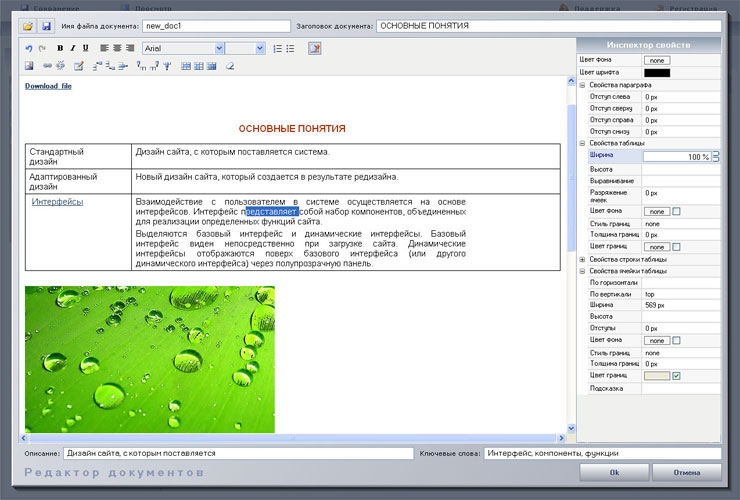 Сохранение Просмотр Поддержка Регистрация
Имя файла документа: new_doc1 Заголовок документа: ОСНОВНЫЕ ПОНЯТИЯ
B I U Arial
Download_file
ОСНОВНЫЕ ПОНЯТИЯ
Стандартный дизайн
Дизайн сайта, с которым поставляется система.
Адаптированный дизайн
Новый дизайн сайта, который создается в результате редизайна.
Интерфейсы
Взаимодействие с пользователем в системе осуществляется на основе
интерфейсов. Интерфейс представляет собой набор компонентов, объединенных
для реализации определенных функций сайта.
Выделяются базовый интерфейс и динамические интерфейсы. Базовый
интерфейс виден непосредственно при загрузке сайта. Динамические
интерфейсы отображаются поверх базового интерфейса (или другого
динамического интерфейса) через полупрозрачную панель.
Инспектор свойств
Цвет фона none
Цвет шрифта
Свойства параграфа
Отступ слева 0 px
Отступ сверху 0 px
Отступ справа 0 px
Отступ снизу 0 px
Свойства таблицы
Ширина 100 %
Высота
Выравнивание
Разряжение ячеек 0 px
Цвет фона none
Стиль границ none
Толщина границ 0 px
Цвет границ none
Свойства строки таблицы
Свойства ячейки таблицы
По горизонтали
По вертикали top
Ширина 569 px
Высота
Отступы 0 px
Цвет фона none
Стиль границ none
Толщина границ 0 px
Цвет границ
Подсказка
Описание: Дизайн сайта, с которым поставляется Ключевые слова: Интерфейс, компоненты, функции
Редактор документов Ok Отмена